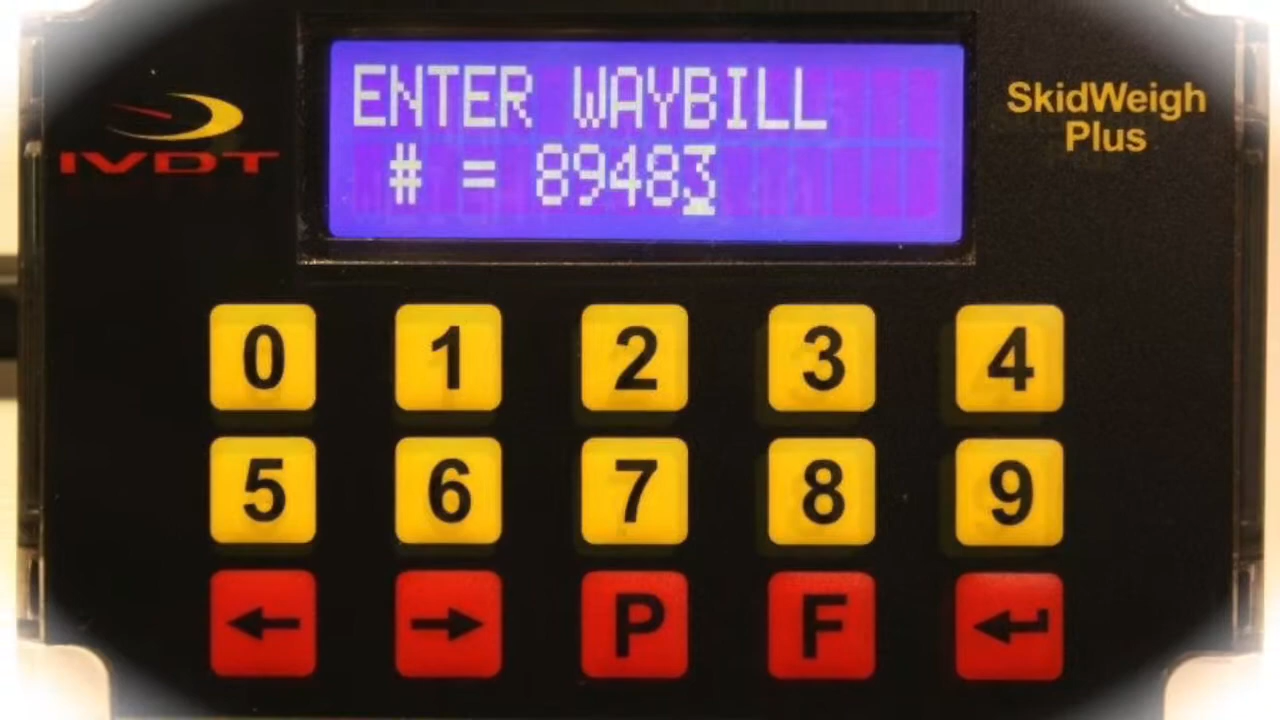 ENTER WAYBILL
# = 89483
IVDT
SkidWeigh
Plus
0 1 2 3 4
5 6 7 8 9
← → P F ↵